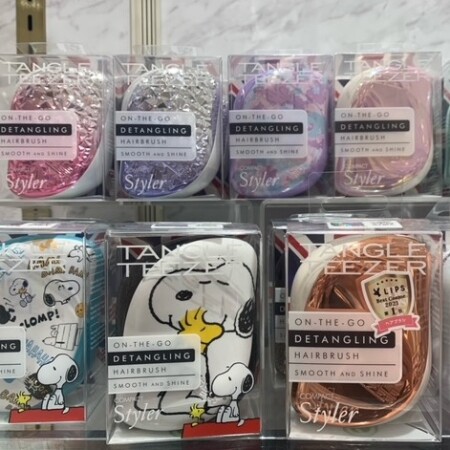 TANGLE
TEEZER
ON-THE-GO
DETANGLING
HAIRBRUSH
SMOOTH AND SHINE
Styler
TANGLE
TEEZER
ON-THE-GO
DETANGLING
HAIRBRUSH
SMOOTH AND SHINE
Styler
TANGLE
TEEZER
ON-THE-GO
DETANGLING
HAIRBRUSH
SMOOTH AND SHINE
Styler
TANGLE
TEEZER
ON-THE-GO
DETANGLING
HAIRBRUSH
SMOOTH AND SHINE
Styler
CLOMP!
TANGLE
TEEZER
ON-THE-GO
DETANGLING
HAIRBRUSH
SMOOTH AND SHINE
COMPACT
Styler
TANGLE
TEEZER
LIPS
ON-THE-GO
DETANGLING
HAIRBRUSH
SMOOTH AND SHINE
COMPACT
Styler